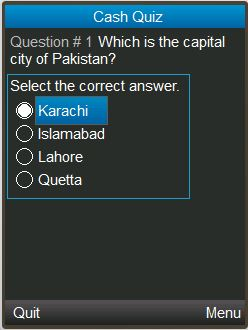 Cash Quiz
Question # 1 Which is the capital
city of Pakistan?
Select the correct answer.
Karachi
Islamabad
Lahore
Quetta
Quit Menu